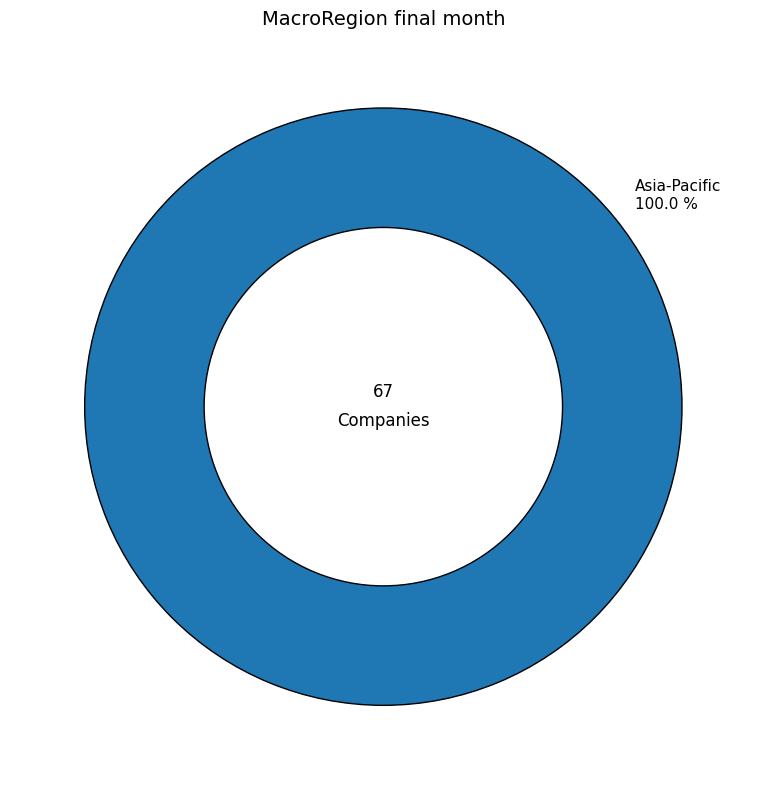 MacroRegion final month
Asia-Pacific
100.0 %
67
Companies